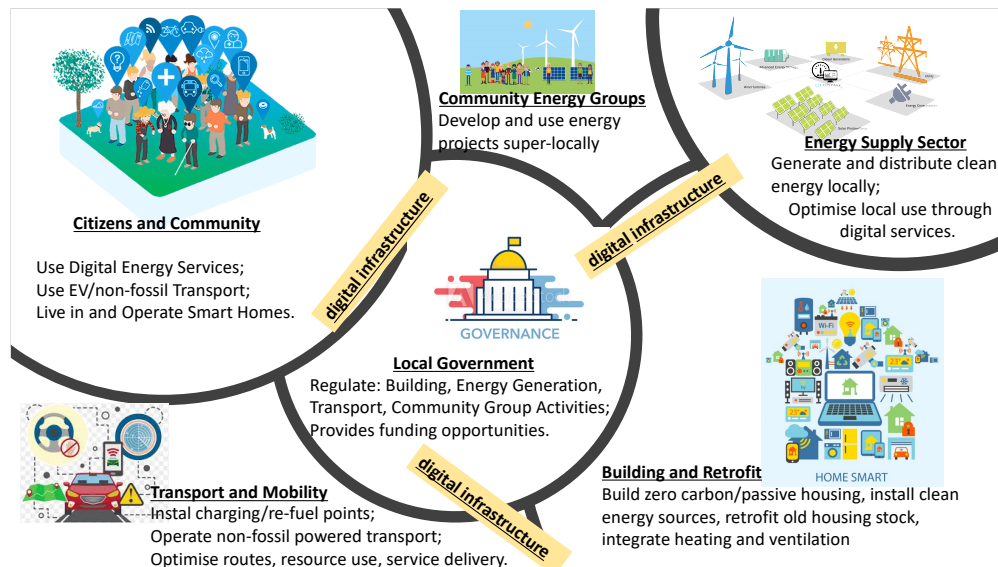 Community Energy Groups
Develop and use energy
projects super-locally
Energy Supply Sector
Generate and distribute clean
energy locally;
Optimise local use through
digital services.
Citizens and Community
Use Digital Energy Services;
Use EV/non-fossil Transport;
Live in and Operate Smart Homes.
digital infrastructure
digital infrastructure
GOVERNANCE
Local Government
Regulate: Building, Energy Generation,
Transport, Community Group Activities;
Provides funding opportunities.
digital infrastructure
Wi-Fi
HOME SMART
Building and Retrofit
Build zero carbon/passive housing, install clean
energy sources, retrofit old housing stock,
integrate heating and ventilation
Transport and Mobility
Instal charging/re-fuel points;
Operate non-fossil powered transport;
Optimise routes, resource use, service delivery.